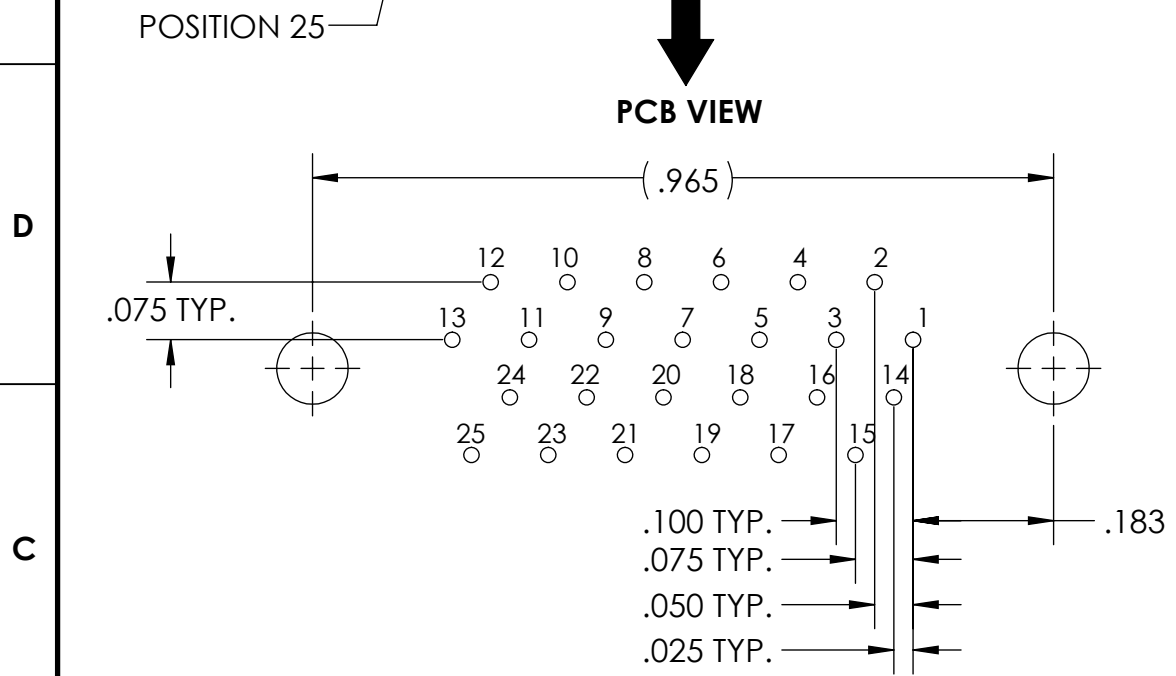 POSITION 25
PCB VIEW
(.965)
D
12 10 8 6 4 2
.075 TYP.
13 11 9 7 5 3 1
24 22 20 18 16 14
25 23 21 19 17 15
.100 TYP.
.183
C
.075 TYP.
.050 TYP.
.025 TYP.